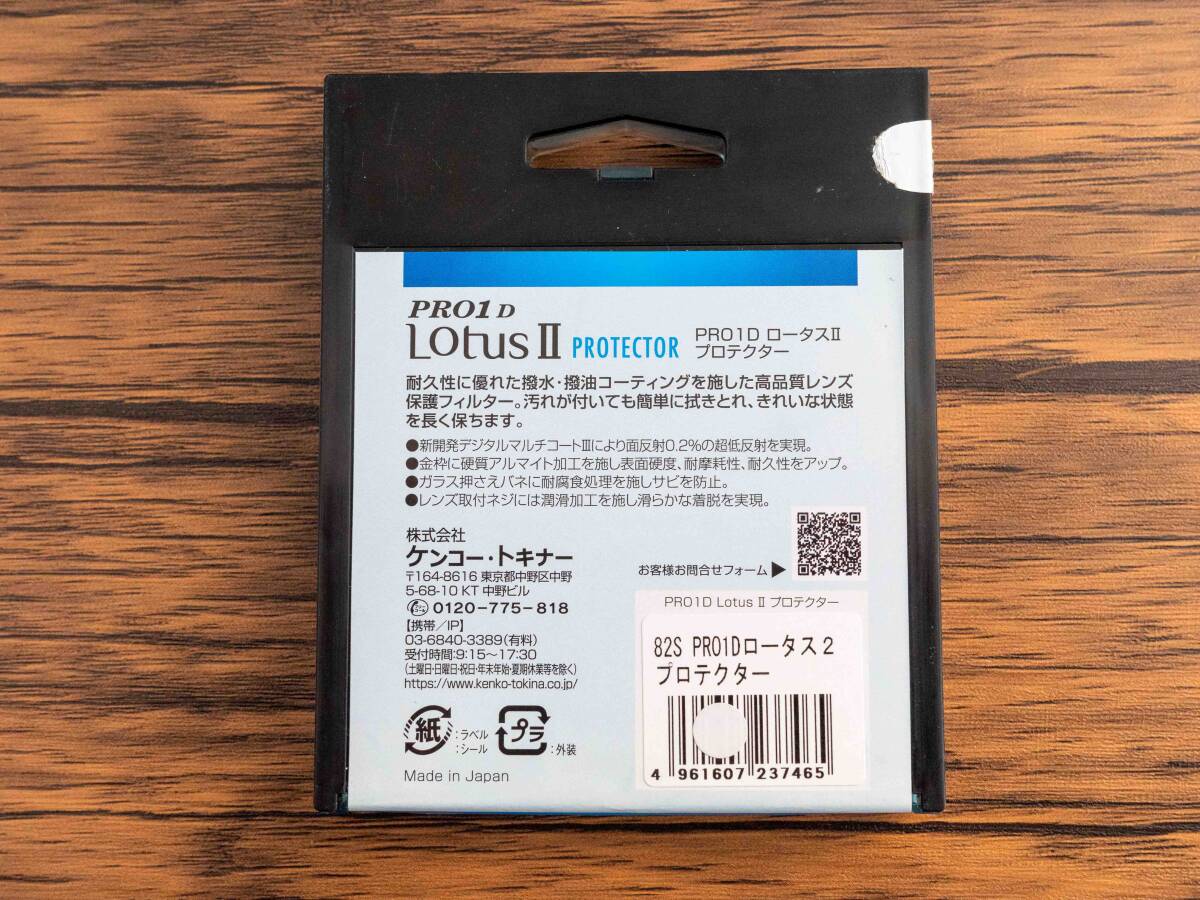 PRO1 D
Lotus II PROTECTOR
PRO1D ロータスII
プロテクター
耐久性に優れた撥水・撥油コーティングを施した高品質レンズ
保護フィルター。汚れが付いても簡単に拭きとれ、きれいな状態
を長く保ちます。
●新開発デジタルマルチコートIIIにより面反射0.2%の超低反射を実現。
●金枠に硬質アルマイト加工を施し表面硬度、耐摩耗性、耐久性をアップ。
●ガラス押さえバネに耐腐食処理を施しサビを防止。
●レンズ取付ネジには潤滑加工を施し滑らかな着脱を実現。
株式会社
ケンコー・トキナー
〒164-8616 東京都中野区中野
5-68-10 KT 中野ビル
0120-775-818
【携帯/IP】
03-6840-3389(有料)
受付時間:9:15~17:30
(土曜日・日曜日・祝日・年末年始・夏期休業等を除く)
https://www.kenko-tokina.co.jp/
紙 :ラベル
:シール
プラ :外装
Made in Japan
お客様お問合せフォーム▶
PRO1D Lotus II プロテクター
82S PRO1Dロータス2
プロテクター
4 961607 237465